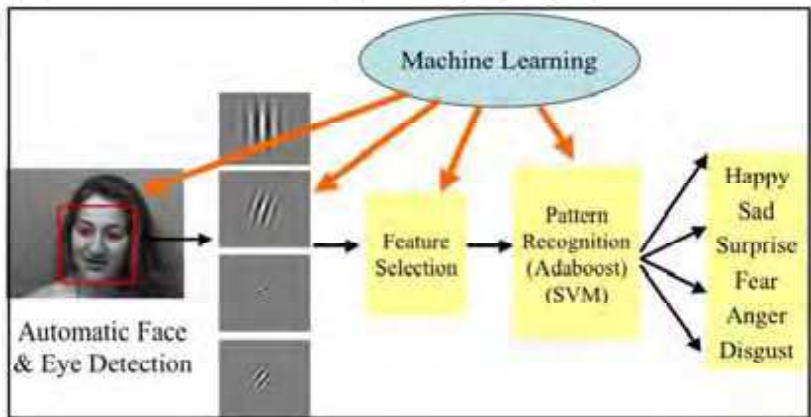 Machine Learning
Automatic Face
& Eye Detection
Feature
Selection
Pattern
Recognition
(Adaboost)
(SVM)
Happy
Sad
Surprise
Fear
Anger
Disgust